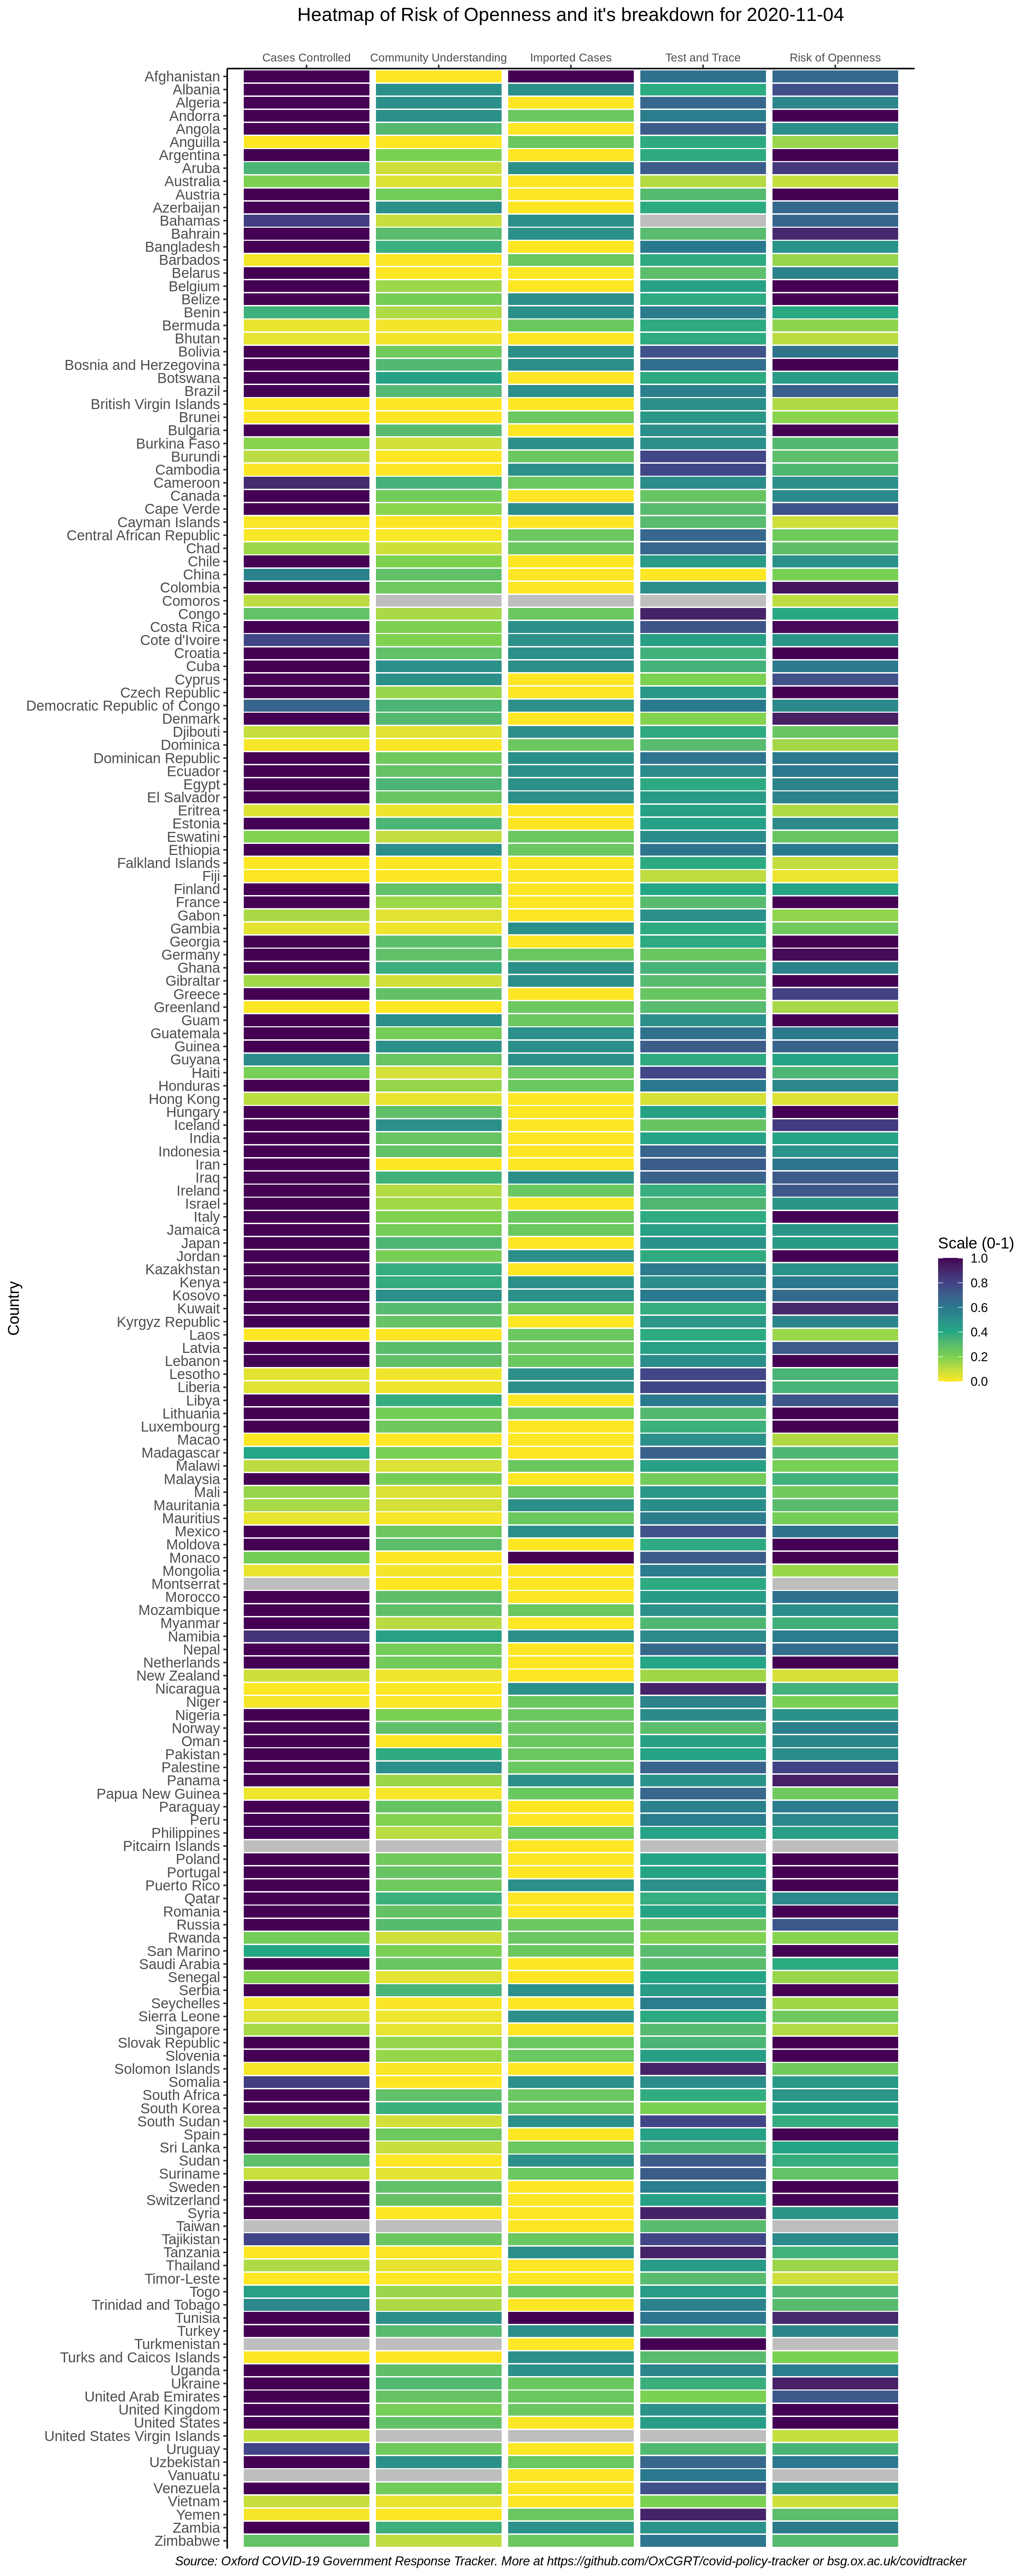 Heatmap of Risk of Openness and it's breakdown for 2020-11-04
Cases Controlled Community Understanding Imported Cases Test and Trace Risk of Openness
Afghanistan
Albania
Algeria
Andorra
Angola
Anguilla
Argentina
Aruba
Australia
Austria
Azerbaijan
Bahamas
Bahrain
Bangladesh
Barbados
Belarus
Belgium
Belize
Benin
Bermuda
Bhutan
Bolivia
Bosnia and Herzegovina
Botswana
Brazil
British Virgin Islands
Brunei
Bulgaria
Burkina Faso
Burundi
Cambodia
Cameroon
Canada
Cape Verde
Cayman Islands
Central African Republic
Chad
Chile
China
Colombia
Comoros
Congo
Costa Rica
Cote d'Ivoire
Croatia
Cuba
Cyprus
Czech Republic
Democratic Republic of Congo
Denmark
Djibouti
Dominica
Dominican Republic
Ecuador
Egypt
El Salvador
Eritrea
Estonia
Eswatini
Ethiopia
Falkland Islands
Fiji
Finland
France
Gabon
Gambia
Georgia
Germany
Ghana
Gibraltar
Greece
Greenland
Guam
Guatemala
Guinea
Guyana
Haiti
Honduras
Hong Kong
Hungary
Iceland
India
Indonesia
Iran
Iraq
Ireland
Israel
Italy
Jamaica
Japan
Jordan
Kazakhstan
Kenya
Kosovo
Kuwait
Kyrgyz Republic
Laos
Latvia
Lebanon
Lesotho
Liberia
Libya
Lithuania
Luxembourg
Macao
Madagascar
Malawi
Malaysia
Mali
Mauritania
Mauritius
Mexico
Moldova
Monaco
Mongolia
Montserrat
Morocco
Mozambique
Myanmar
Namibia
Nepal
Netherlands
New Zealand
Nicaragua
Niger
Nigeria
Norway
Oman
Pakistan
Palestine
Panama
Papua New Guinea
Paraguay
Peru
Philippines
Pitcairn Islands
Poland
Portugal
Puerto Rico
Qatar
Romania
Russia
Rwanda
San Marino
Saudi Arabia
Senegal
Serbia
Seychelles
Sierra Leone
Singapore
Slovak Republic
Slovenia
Solomon Islands
Somalia
South Africa
South Korea
South Sudan
Spain
Sri Lanka
Sudan
Suriname
Sweden
Switzerland
Syria
Taiwan
Tajikistan
Tanzania
Thailand
Timor-Leste
Togo
Trinidad and Tobago
Tunisia
Turkey
Turkmenistan
Turks and Caicos Islands
Uganda
Ukraine
United Arab Emirates
United Kingdom
United States
United States Virgin Islands
Uruguay
Uzbekistan
Vanuatu
Venezuela
Vietnam
Yemen
Zambia
Zimbabwe
Country
Scale (0-1)
1.0
0.8
0.6
0.4
0.2
0.0
Source: Oxford COVID-19 Government Response Tracker. More at https://github.com/OxCGRT/covid-policy-tracker or bsg.ox.ac.uk/covidtracker